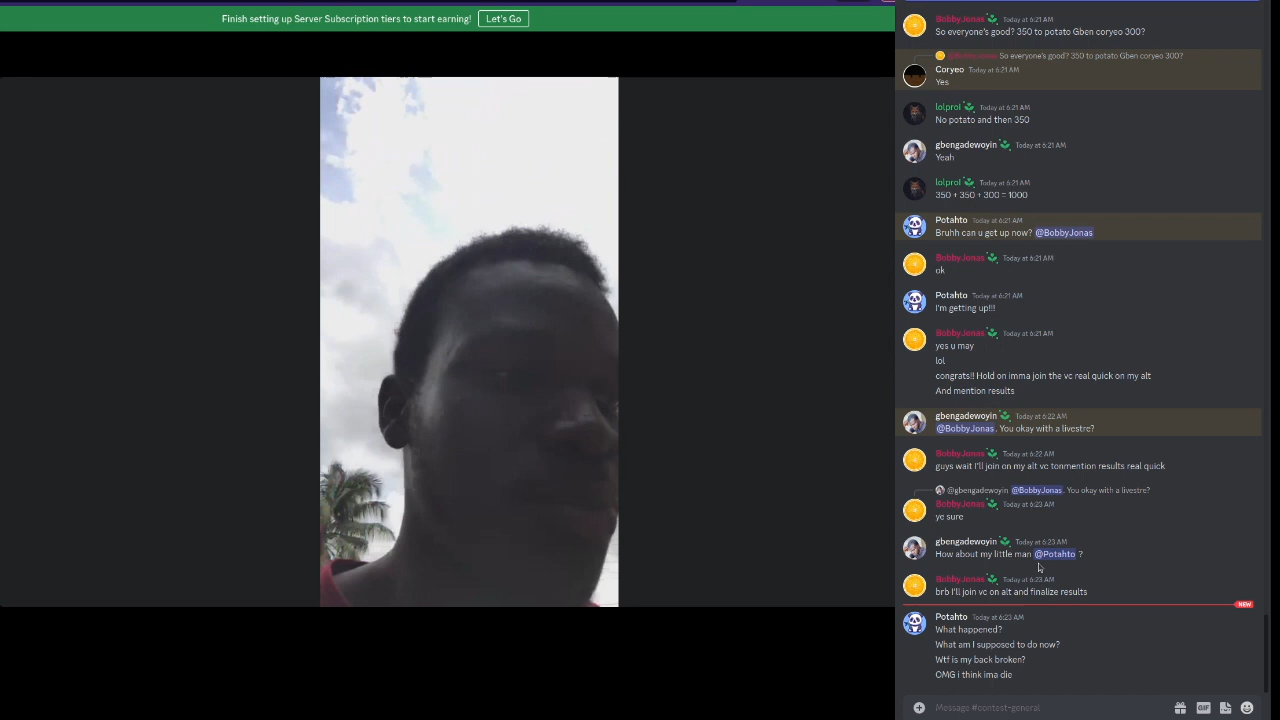 Finish setting up Server Subscription tiers to start earning! Let's Go
BobbyJonas Today at 6:21 AM
So everyone's good? 350 to potato Gben coryeo 300?
So everyone's good? 350 to potato Gben coryeo 300?
Coryeo Today at 6:21 AM
Yes
lolprol Today at 6:21 AM
No potato and then 350
gbengadewoyin Today at 6:21 AM
Yeah
lolprol Today at 6:21 AM
350 + 350 + 300 = 1000
Potahto Today at 6:21 AM
Bruhh can u get up now? @BobbyJonas
BobbyJonas Today at 6:21 AM
ok
Potahto Today at 6:21 AM
I'm getting up!!!
BobbyJonas Today at 6:21 AM
yes u may
lol
congrats!! Hold on imma join the vc real quick on my alt
And mention results
gbengadewoyin Today at 6:22 AM
@BobbyJonas. You okay with a livestre?
BobbyJonas Today at 6:22 AM
guys wait I'll join on my alt vc tonmention results real quick
@gbengadewoyin @BobbyJonas. You okay with a livestre?
BobbyJonas Today at 6:23 AM
ye sure
gbengadewoyin Today at 6:23 AM
How about my little man @Potahto ?
BobbyJonas Today at 6:23 AM
brb I'll join vc on alt and finalize results
NEW
Potahto Today at 6:23 AM
What happened?
What am I supposed to do now?
Wtf is my back broken?
OMG I think ima die
Message #contest-general
GIF